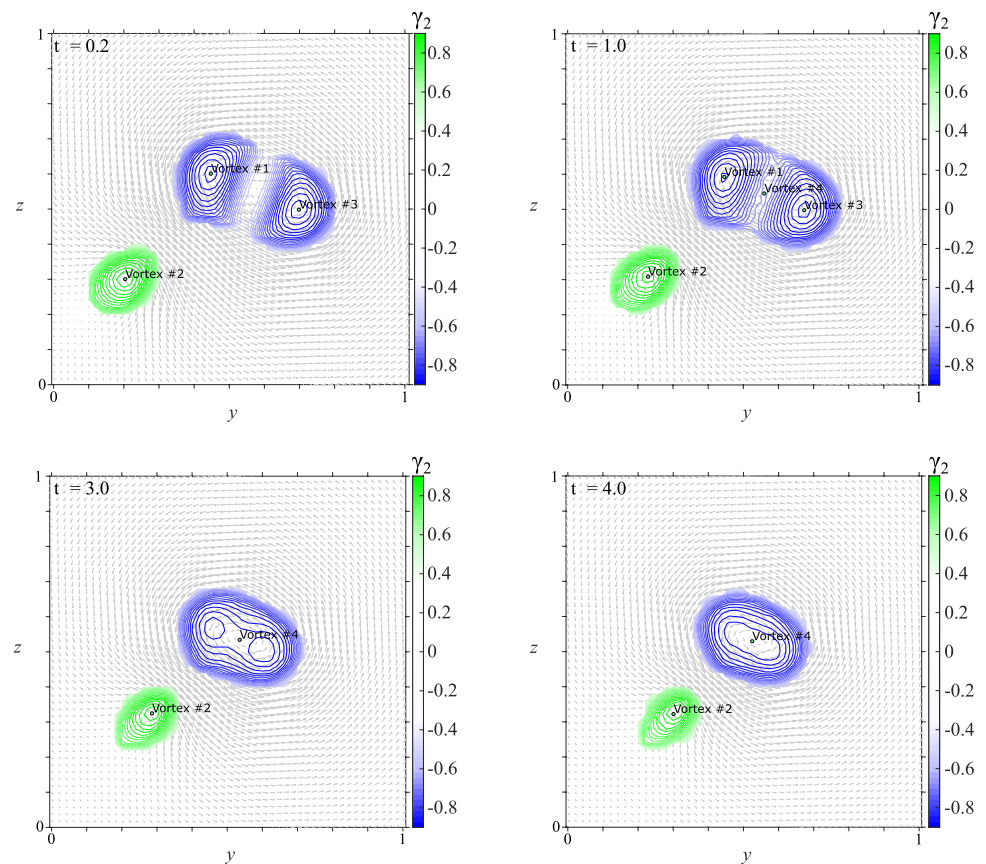 γ2
t = 0.2
1
z
0
0
y
1
Vortex #1
Vortex #3
Vortex #2
0.8
0.6
0.4
0.2
0
-0.2
-0.4
-0.6
-0.8
γ2
t = 1.0
1
z
0
0
y
1
Vortex #1
Vortex #4
Vortex #3
Vortex #2
0.8
0.6
0.4
0.2
0
-0.2
-0.4
-0.6
-0.8
γ2
t = 3.0
1
z
0
0
y
1
Vortex #4
Vortex #2
0.8
0.6
0.4
0.2
0
-0.2
-0.4
-0.6
-0.8
γ2
t = 4.0
1
z
0
0
y
1
Vortex #4
Vortex #2
0.8
0.6
0.4
0.2
0
-0.2
-0.4
-0.6
-0.8